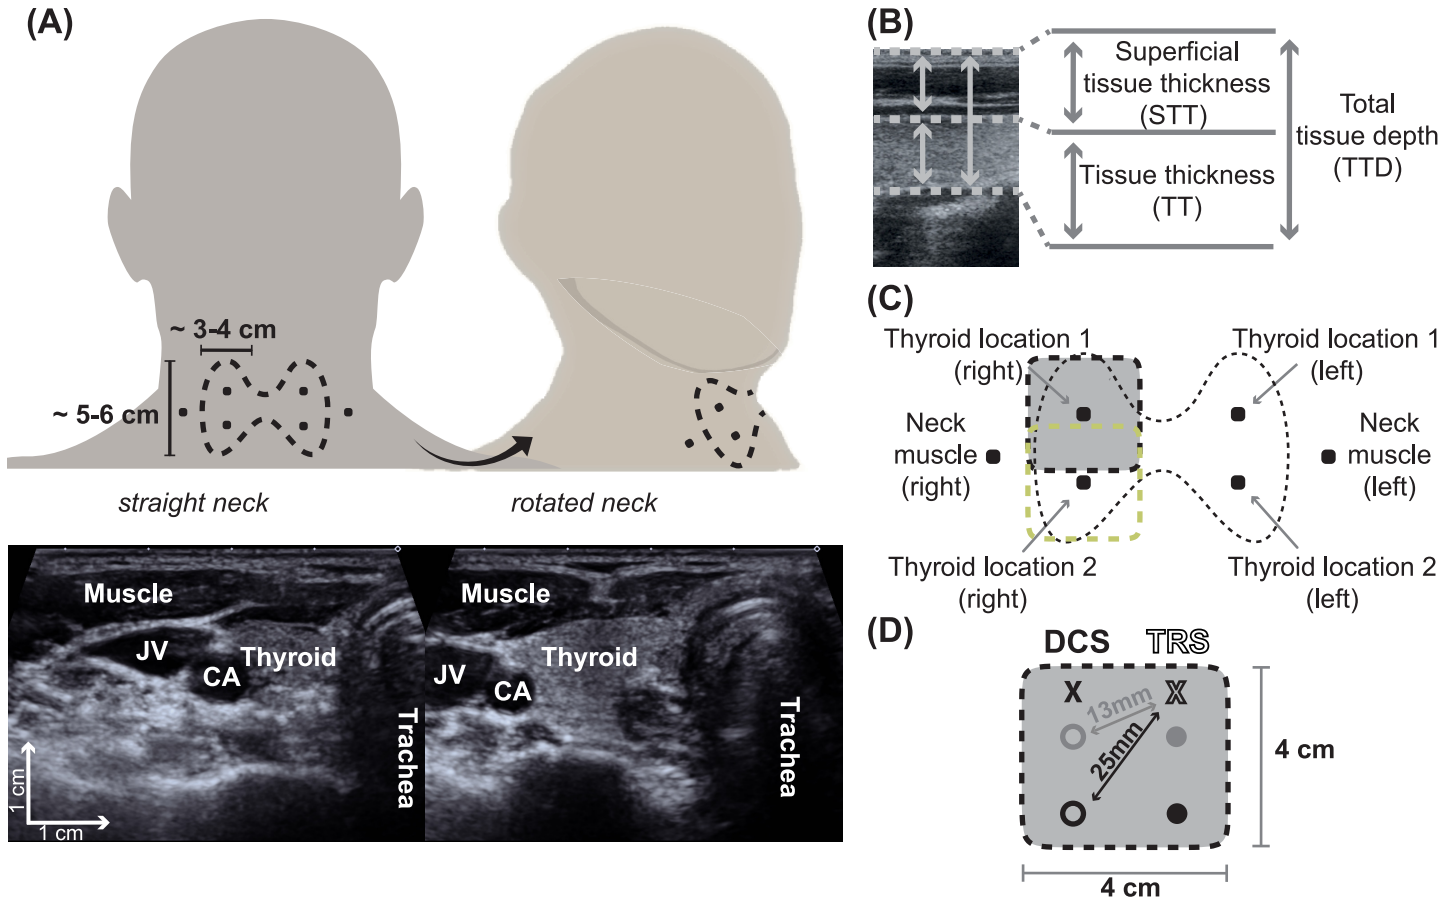 (A)
~ 3-4 cm
~ 5-6 cm
straight neck
rotated neck
Muscle
JV
CA
Thyroid
Trachea
1 cm
1 cm
Muscle
JV
CA
Thyroid
Trachea
(B)
Superficial
tissue thickness
(STT)
Tissue thickness
(TT)
Total
tissue depth
(TTD)
(C)
Thyroid location 1
(right)
Thyroid location 1
(left)
Neck
muscle
(right)
Neck
muscle
(left)
Thyroid location 2
(right)
Thyroid location 2
(left)
(D)
DCS
TRS
X
X
13mm
25mm
4 cm
4 cm